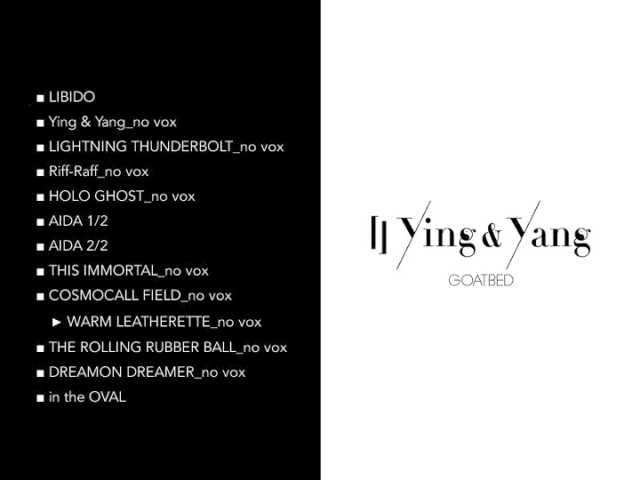 ■ LIBIDO
■ Ying & Yang_no vox
■ LIGHTNING THUNDERBOLT_no vox
■ Riff-Raff_no vox
■ HOLO GHOST_no vox
■ AIDA 1/2
■ AIDA 2/2
■ THIS IMMORTAL_no vox
■ COSMOCALL FIELD_no vox
► WARM LEATHERETTE_no vox
■ THE ROLLING RUBBER BALL_no vox
■ DREAMON DREAMER_no vox
■ in the OVAL
[] Ying & Yang
GOATBED